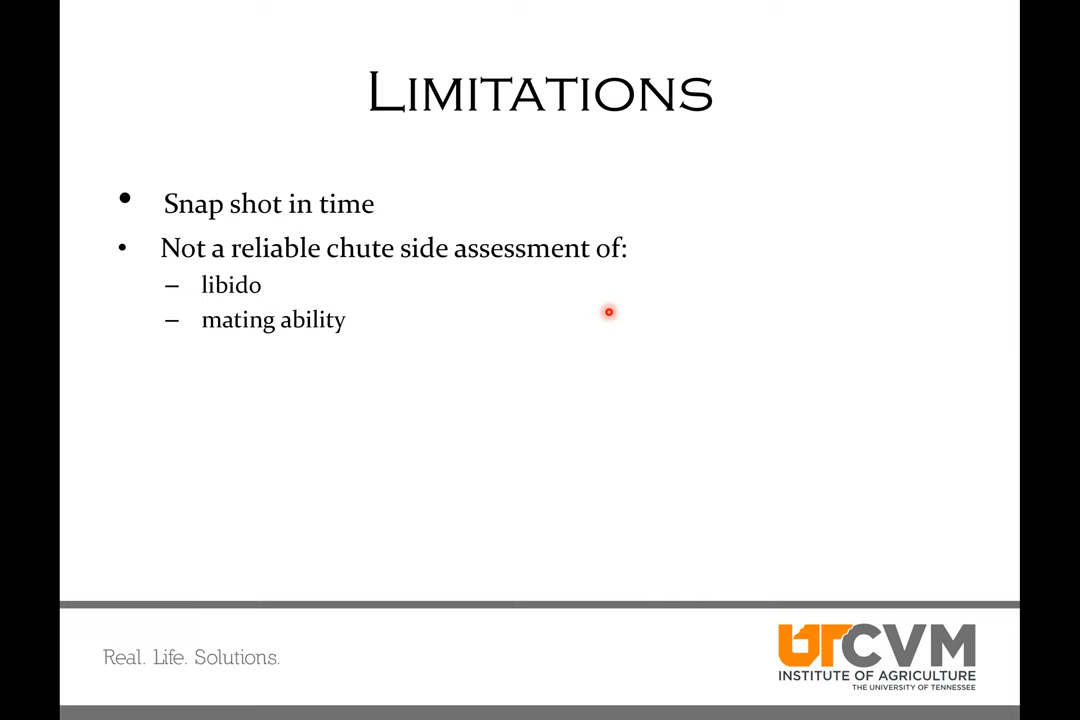 Limitations
• Snap shot in time
• Not a reliable chute side assessment of:
– libido
– mating ability
Real. Life. Solutions.
UTCVM
INSTITUTE OF AGRICULTURE
THE UNIVERSITY OF TENNESSEE